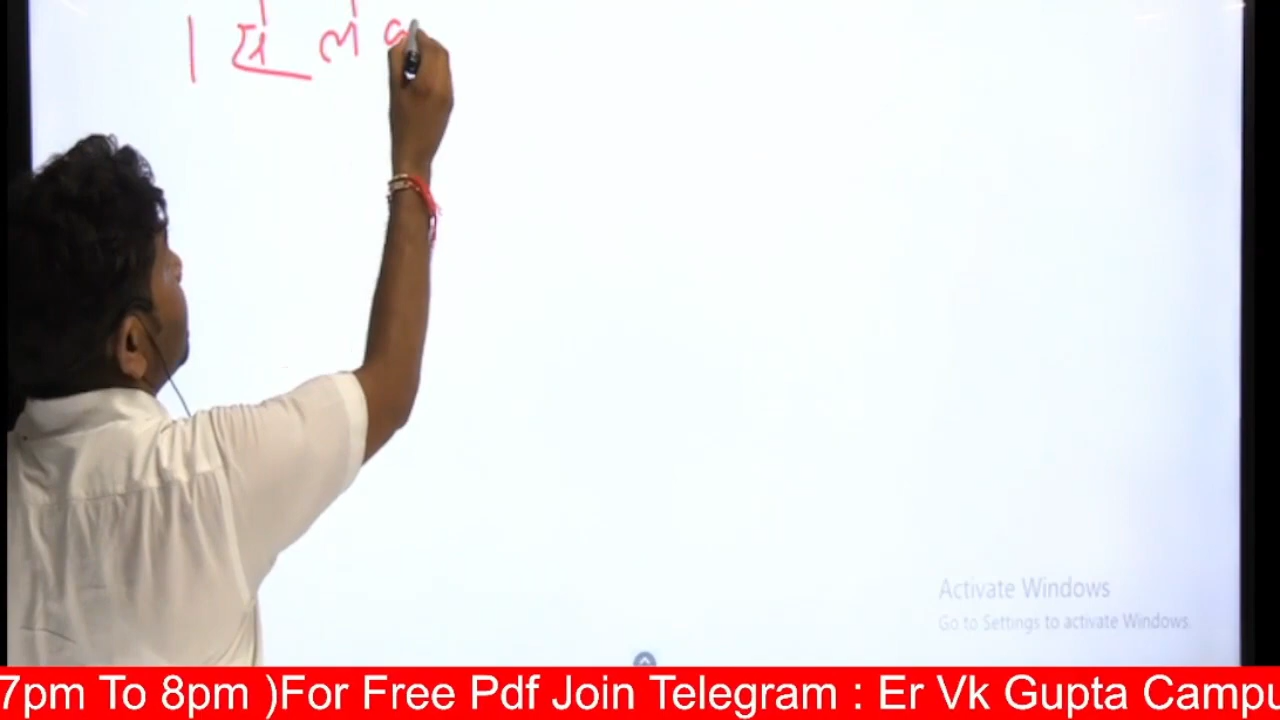 Activate Windows
Go to Settings to activate Windows.
7pm To 8pm )For Free Pdf Join Telegram : Er Vk Gupta Campu